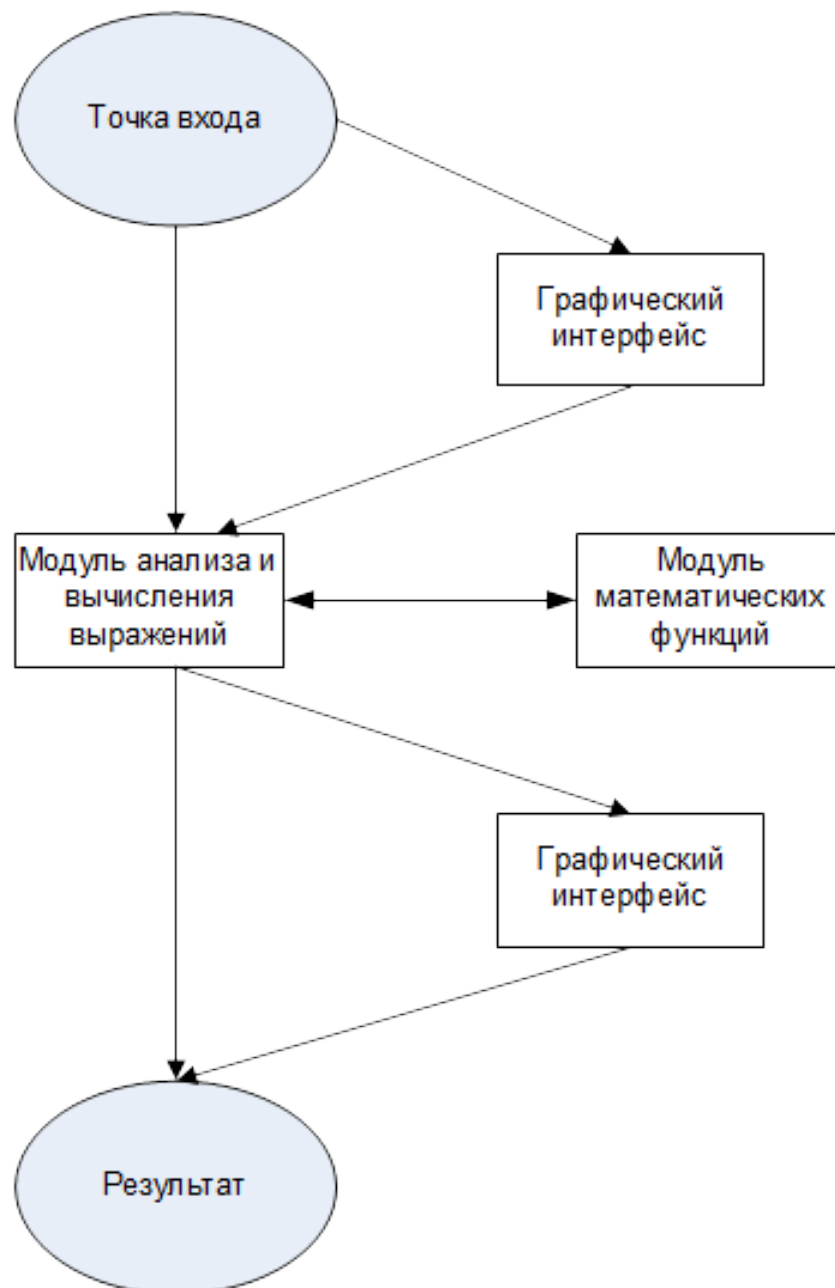 Точка входа
Графический
интерфейс
Модуль анализа и
вычисления
выражений
Модуль
математических
функций
Графический
интерфейс
Результат